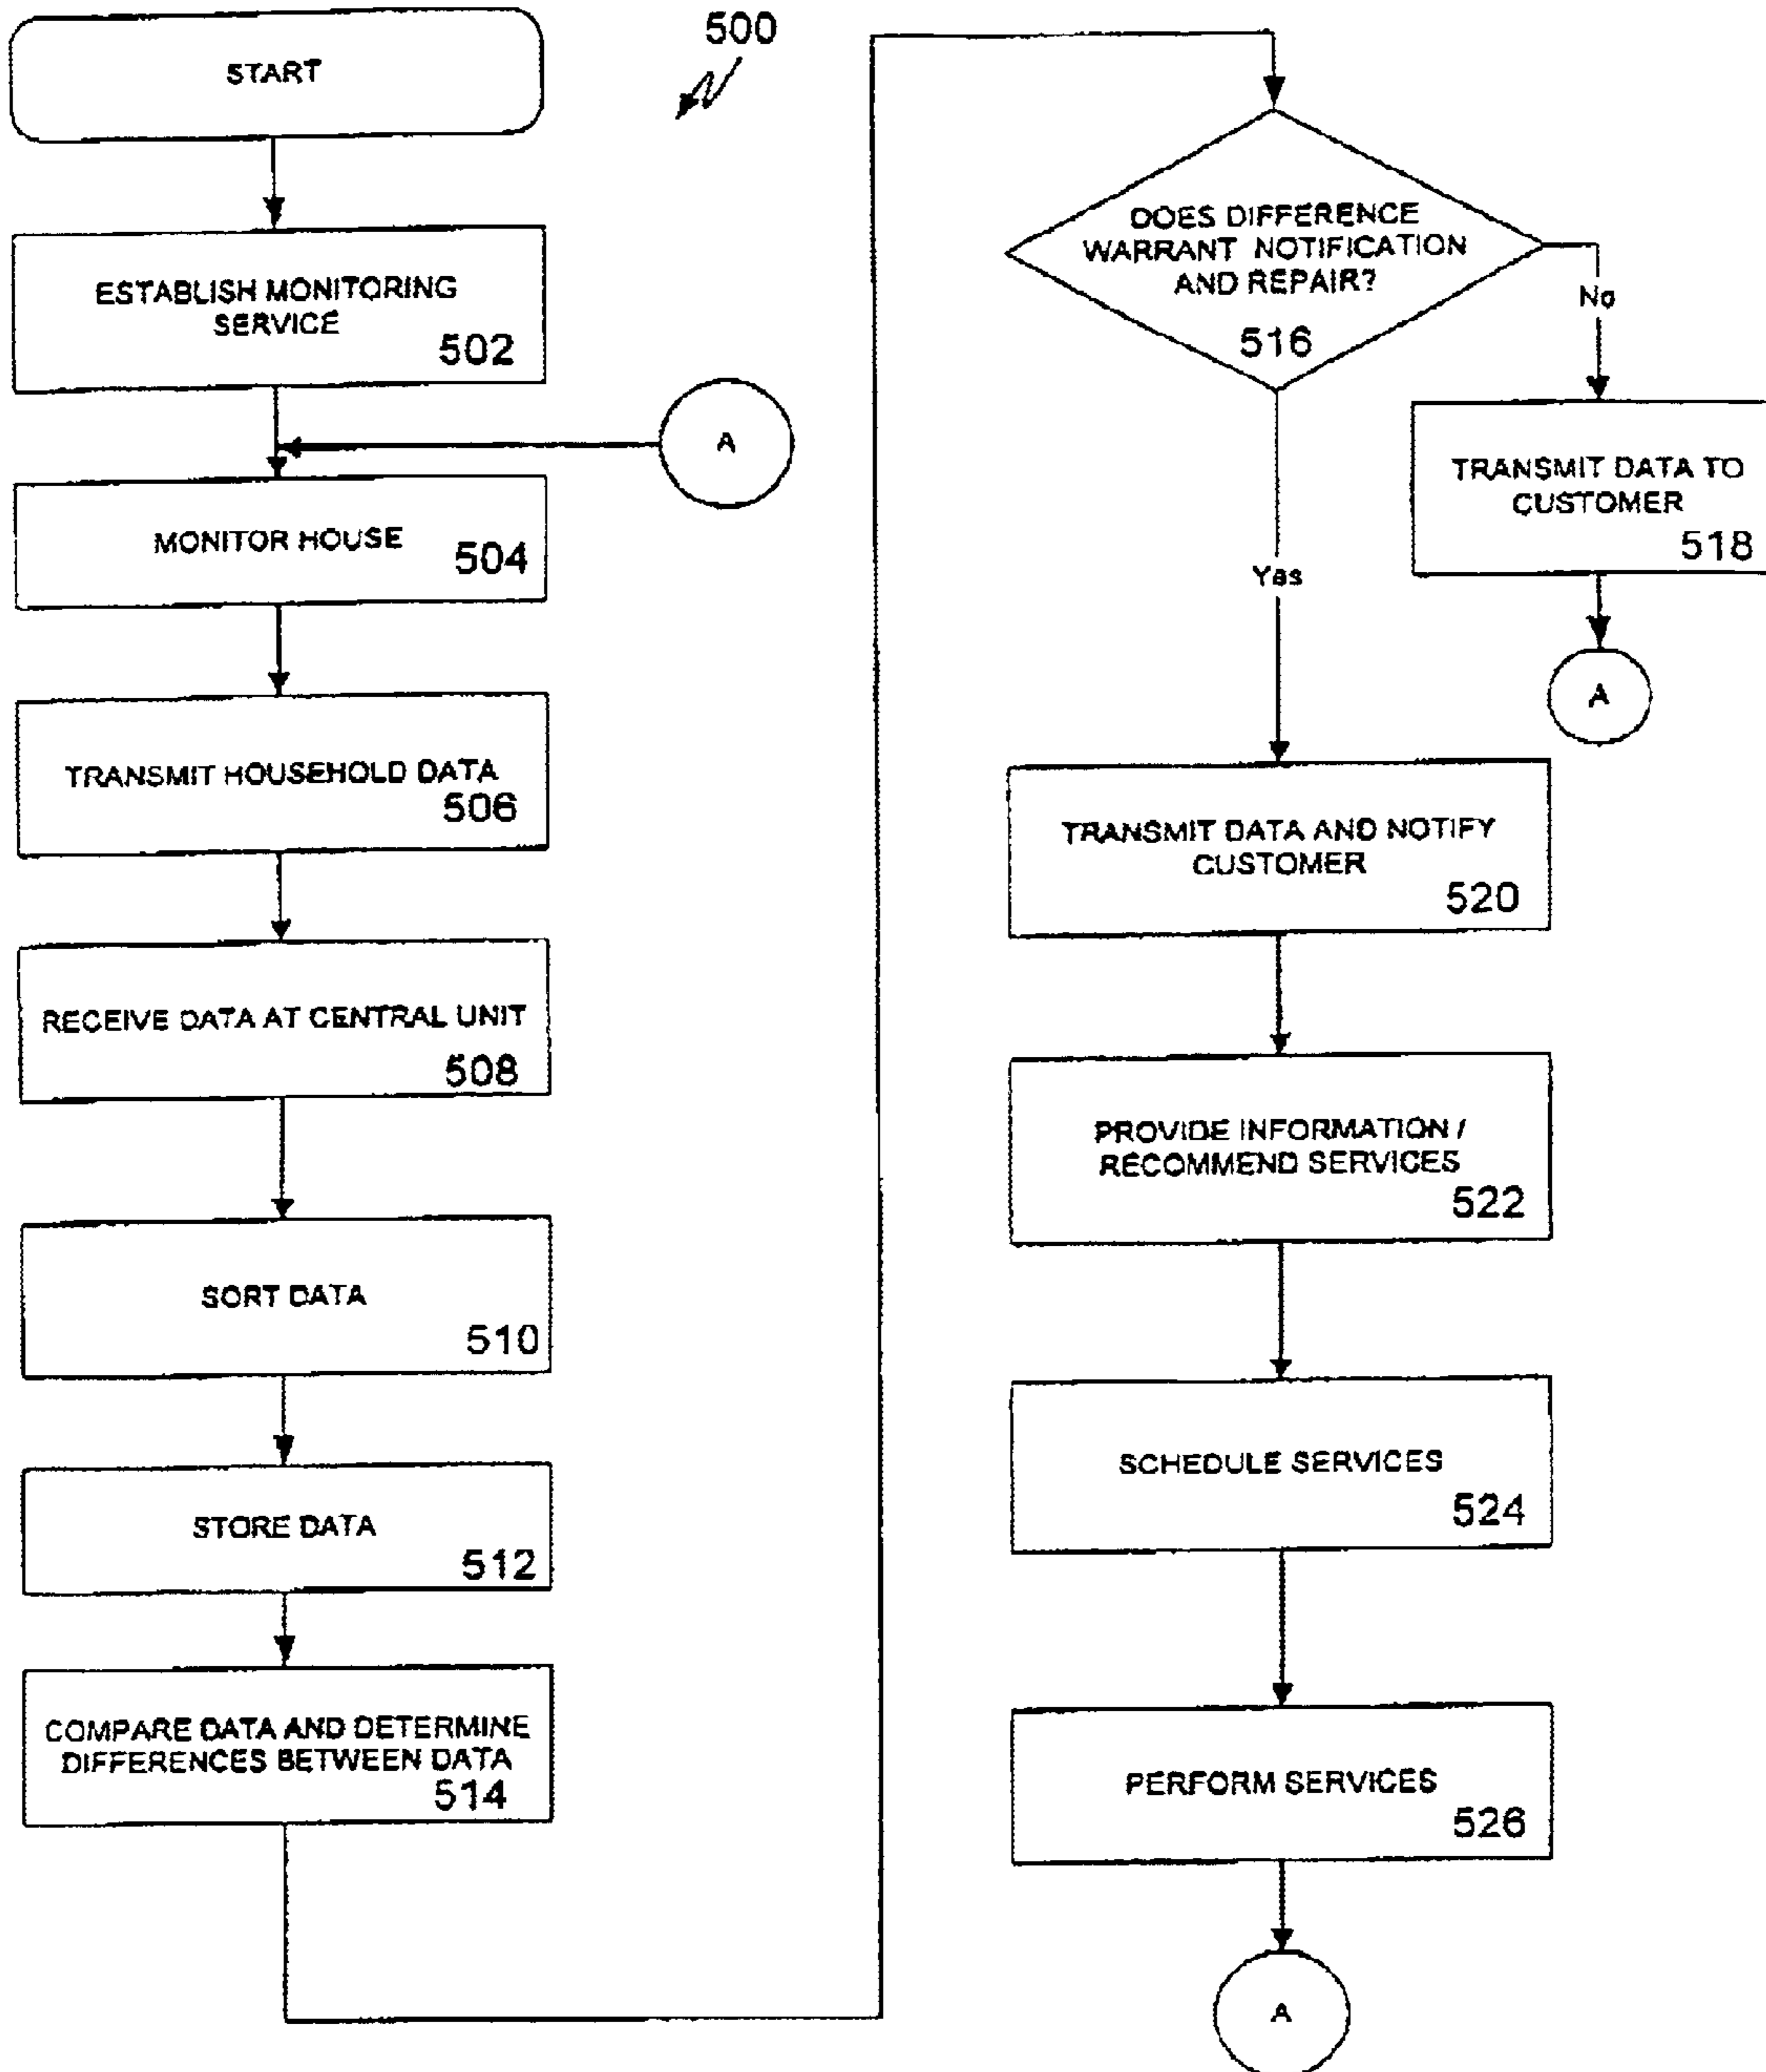 START
500
ESTABLISH MONITORING
SERVICE
502
A
MONITOR HOUSE
504
TRANSMIT HOUSEHOLD DATA
506
RECEIVE DATA AT CENTRAL UNIT
508
SORT DATA
510
STORE DATA
512
COMPARE DATA AND DETERMINE
DIFFERENCES BETWEEN DATA
514
DOES DIFFERENCE
WARRANT NOTIFICATION
AND REPAIR?
516
No
TRANSMIT DATA TO
CUSTOMER
518
A
Yes
TRANSMIT DATA AND NOTIFY
CUSTOMER
520
PROVIDE INFORMATION /
RECOMMEND SERVICES
522
SCHEDULE SERVICES
524
PERFORM SERVICES
526
A